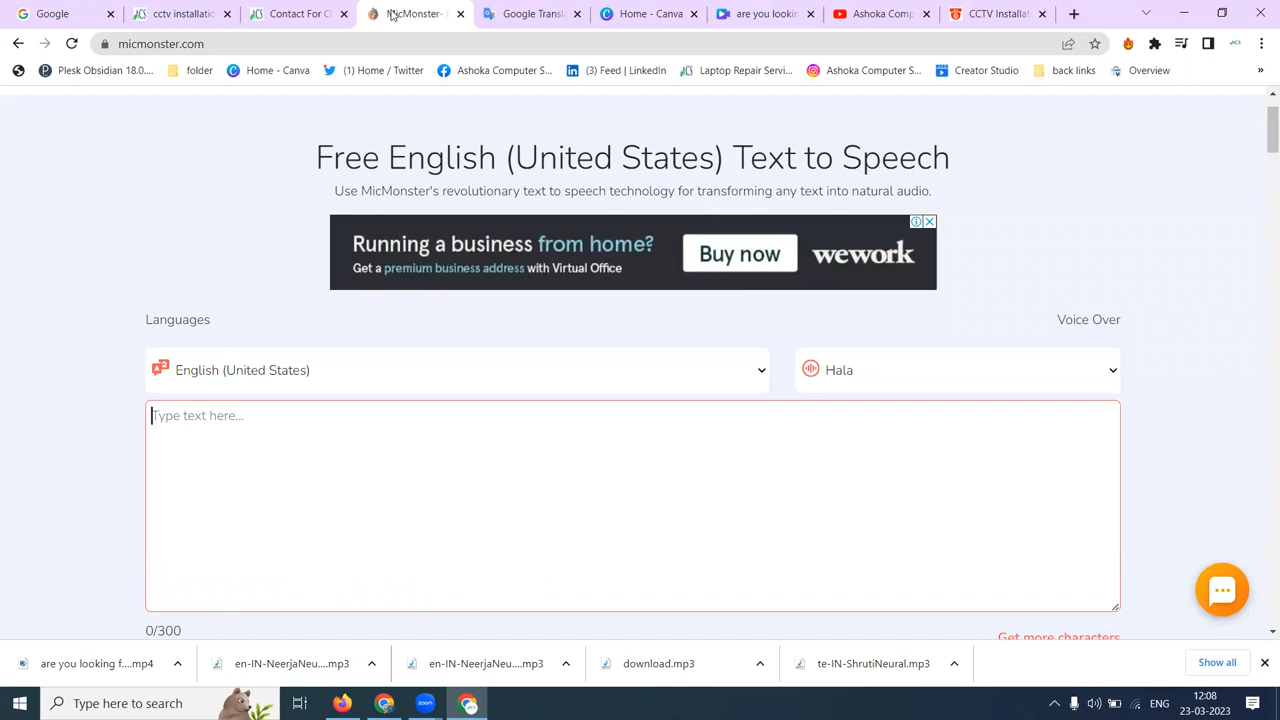 Google
cctv installatio
Contact For C
MicMonster-
Google Transl
Home - Canva
are you lookin
Ashoka Comp
CCTV Installat
micmonster.com
Plesk Obsidian 18.0....
folder
Home - Canva
(1) Home / Twitter
Ashoka Computer S...
(3) Feed | LinkedIn
Laptop Repair Servi...
Ashoka Computer S...
Creator Studio
back links
Overview
»
Free English (United States) Text to Speech
Use MicMonster's revolutionary text to speech technology for transforming any text into natural audio.
Running a business from home?
Get a premium business address with Virtual Office
Buy now
wework
Languages
Voice Over
English (United States)
Hala
Type text here...
0/300
Get more characters
are you looking f....mp4
en-IN-NeerjaNeu....mp3
en-IN-NeerjaNeu....mp3
download.mp3
te-IN-ShrutiNeural.mp3
Show all
Type here to search
zoom
ENG
12:08
23-03-2023